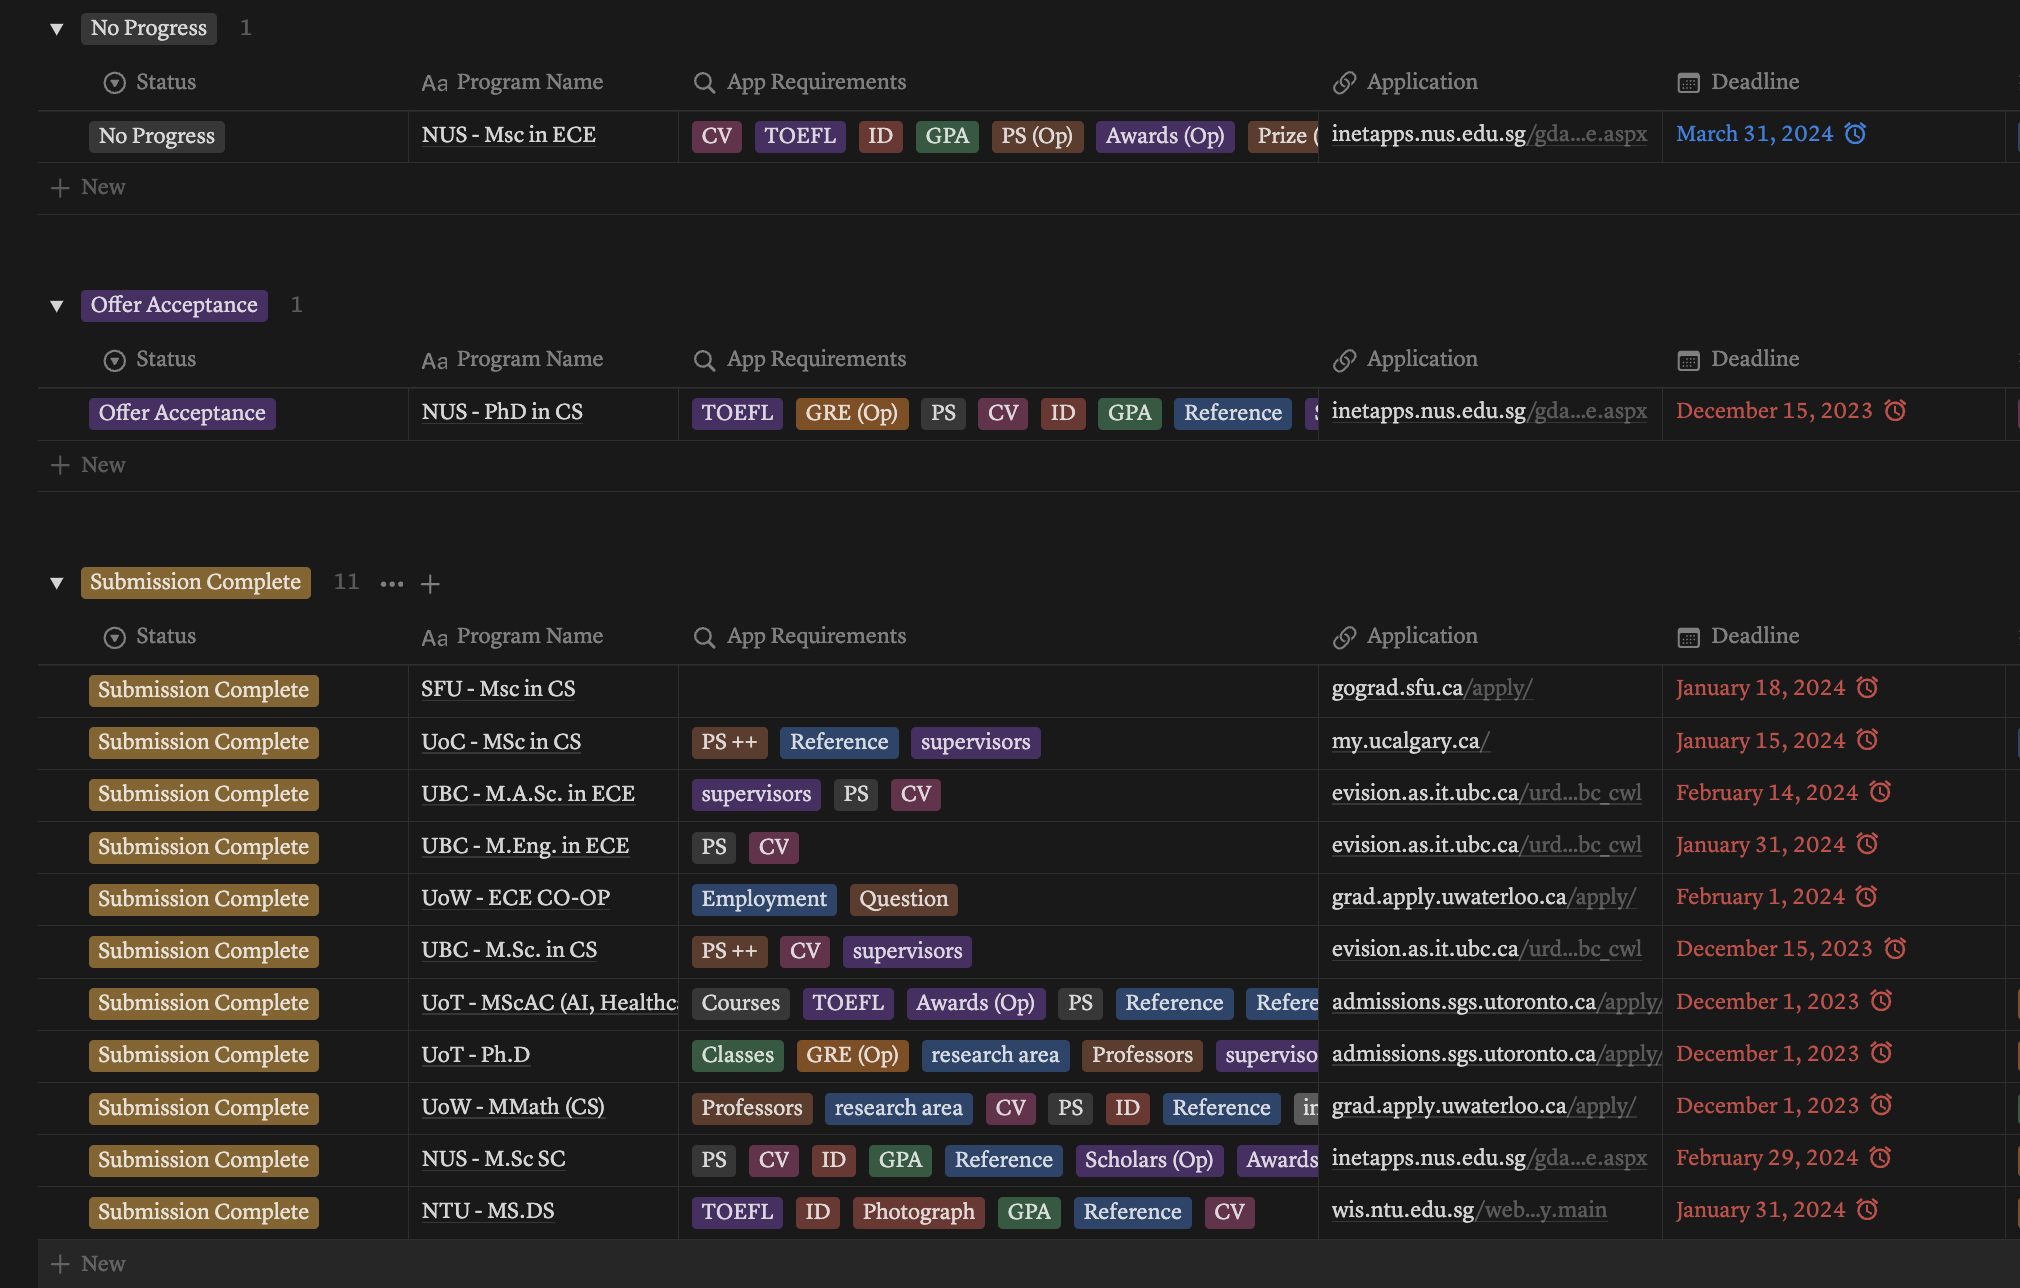 No Progress 1
Status Aa Program Name App Requirements Application Deadline
No Progress NUS - Msc in ECE CV TOEFL ID GPA PS (Op) Awards (Op) Prize ( inetapps.nus.edu.sg/gda...e.aspx March 31, 2024
+ New
Offer Acceptance 1
Status Aa Program Name App Requirements Application Deadline
Offer Acceptance NUS - PhD in CS TOEFL GRE (Op) PS CV ID GPA Reference inetapps.nus.edu.sg/gda...e.aspx December 15, 2023
+ New
Submission Complete 11 ... +
Status Aa Program Name App Requirements Application Deadline
Submission Complete SFU - Msc in CS gograd.sfu.ca/apply/ January 18, 2024
Submission Complete UoC - MSc in CS PS ++ Reference supervisors my.ucalgary.ca/ January 15, 2024
Submission Complete UBC - M.A.Sc. in ECE supervisors PS CV evision.as.it.ubc.ca/urd...bc_cwl February 14, 2024
Submission Complete UBC - M.Eng. in ECE PS CV evision.as.it.ubc.ca/urd...bc_cwl January 31, 2024
Submission Complete UoW - ECE CO-OP Employment Question grad.apply.uwaterloo.ca/apply/ February 1, 2024
Submission Complete UBC - M.Sc. in CS PS ++ CV supervisors evision.as.it.ubc.ca/urd...bc_cwl December 15, 2023
Submission Complete UoT - MScAC (AI, Healthc Courses TOEFL Awards (Op) PS Reference Refere admissions.sgs.utoronto.ca/apply/ December 1, 2023
Submission Complete UoT - Ph.D Classes GRE (Op) research area Professors superviso admissions.sgs.utoronto.ca/apply/ December 1, 2023
Submission Complete UoW - MMath (CS) Professors research area CV PS ID Reference in grad.apply.uwaterloo.ca/apply/ December 1, 2023
Submission Complete NUS - M.Sc SC PS CV ID GPA Reference Scholars (Op) Awards inetapps.nus.edu.sg/gda...e.aspx February 29, 2024
Submission Complete NTU - MS.DS TOEFL ID Photograph GPA Reference CV wis.ntu.edu.sg/web...y.main January 31, 2024
+ New